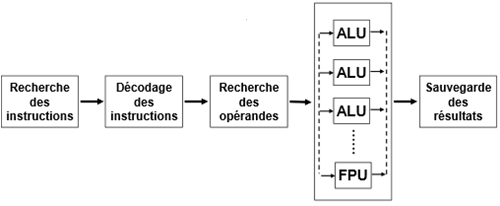 Recherche
des
instructions
Décodage
des
instructions
Recherche
des
opérandes
ALU
ALU
ALU
FPU
Sauvegarde
des
résultats